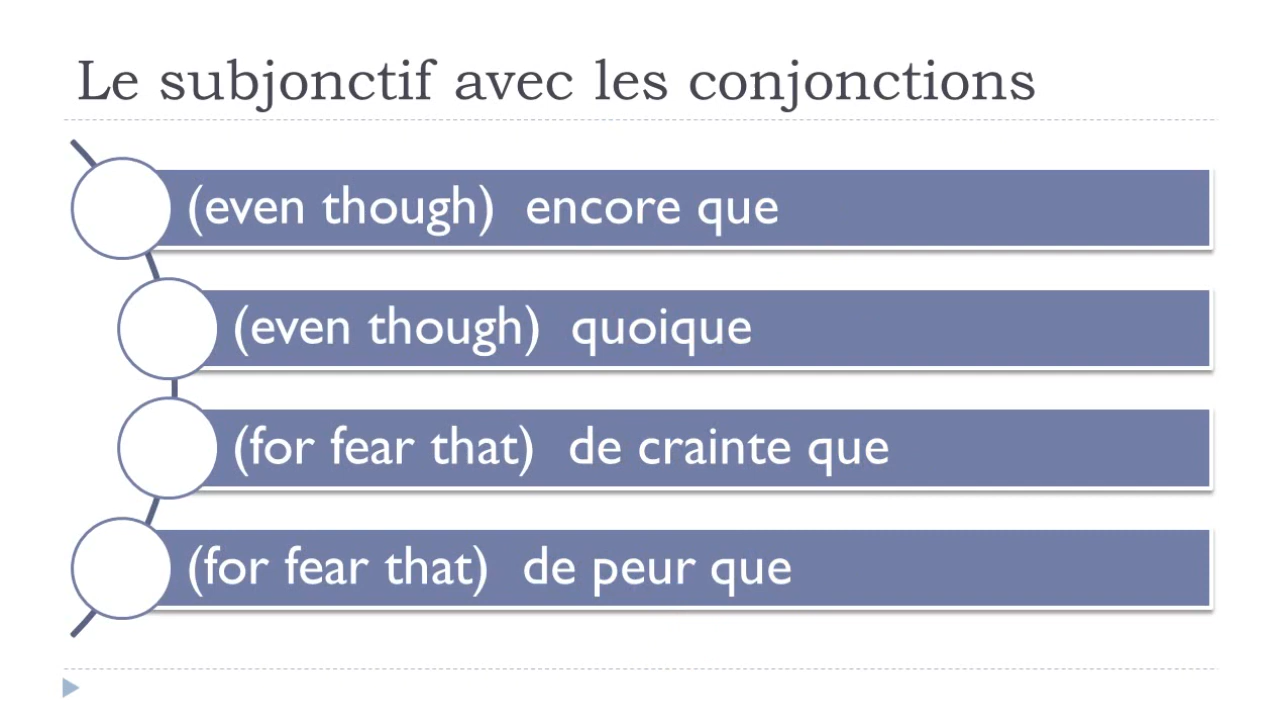 Le subjonctif avec les conjonctions
(even though) encore que
(even though) quoique
(for fear that) de crainte que
(for fear that) de peur que